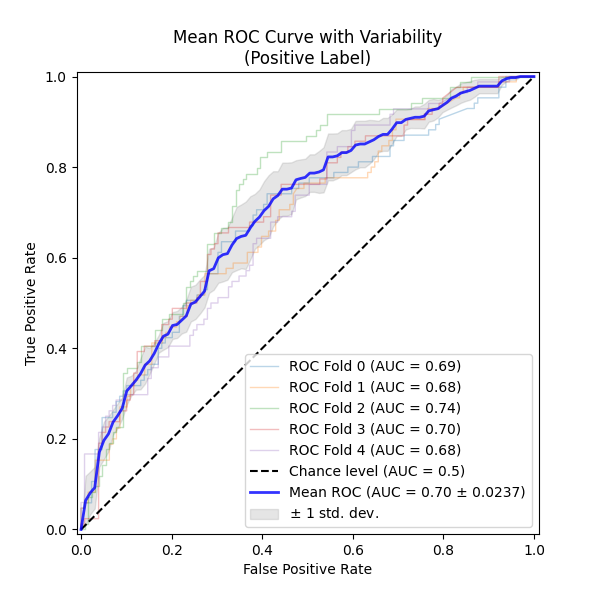 Mean ROC Curve with Variability
(Positive Label)
1.0
0.8
0.6
0.4
0.2
0.0
True Positive Rate
ROC Fold 0 (AUC = 0.69)
ROC Fold 1 (AUC = 0.68)
ROC Fold 2 (AUC = 0.74)
ROC Fold 3 (AUC = 0.70)
ROC Fold 4 (AUC = 0.68)
Chance level (AUC = 0.5)
Mean ROC (AUC = 0.70 ± 0.0237)
± 1 std. dev.
0.0 0.2 0.4 0.6 0.8 1.0
False Positive Rate